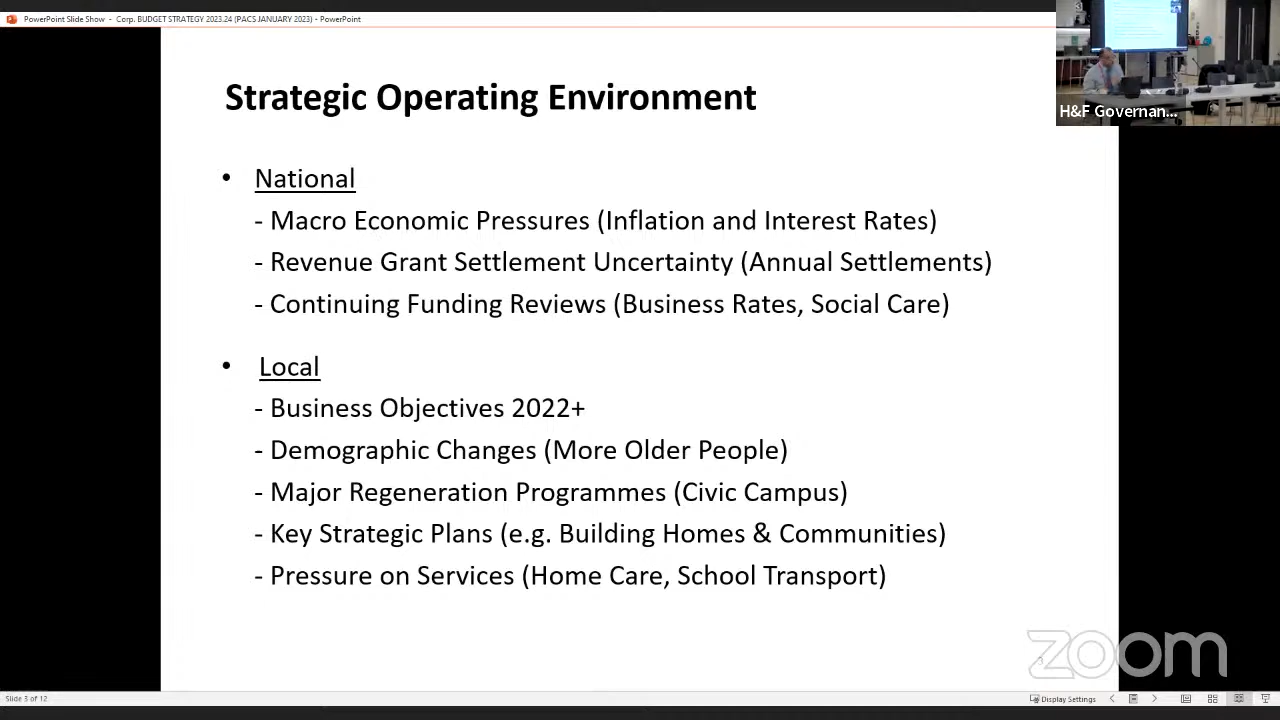 PowerPoint Slide Show - Corp. BUDGET STRATEGY 2023.24 (PACS JANUARY 2023) - PowerPoint
H&F Governan...
Strategic Operating Environment
• National
- Macro Economic Pressures (Inflation and Interest Rates)
- Revenue Grant Settlement Uncertainty (Annual Settlements)
- Continuing Funding Reviews (Business Rates, Social Care)
• Local
- Business Objectives 2022+
- Demographic Changes (More Older People)
- Major Regeneration Programmes (Civic Campus)
- Key Strategic Plans (e.g. Building Homes & Communities)
- Pressure on Services (Home Care, School Transport)
3
zoom
Slide 3 of 12
Display Settings